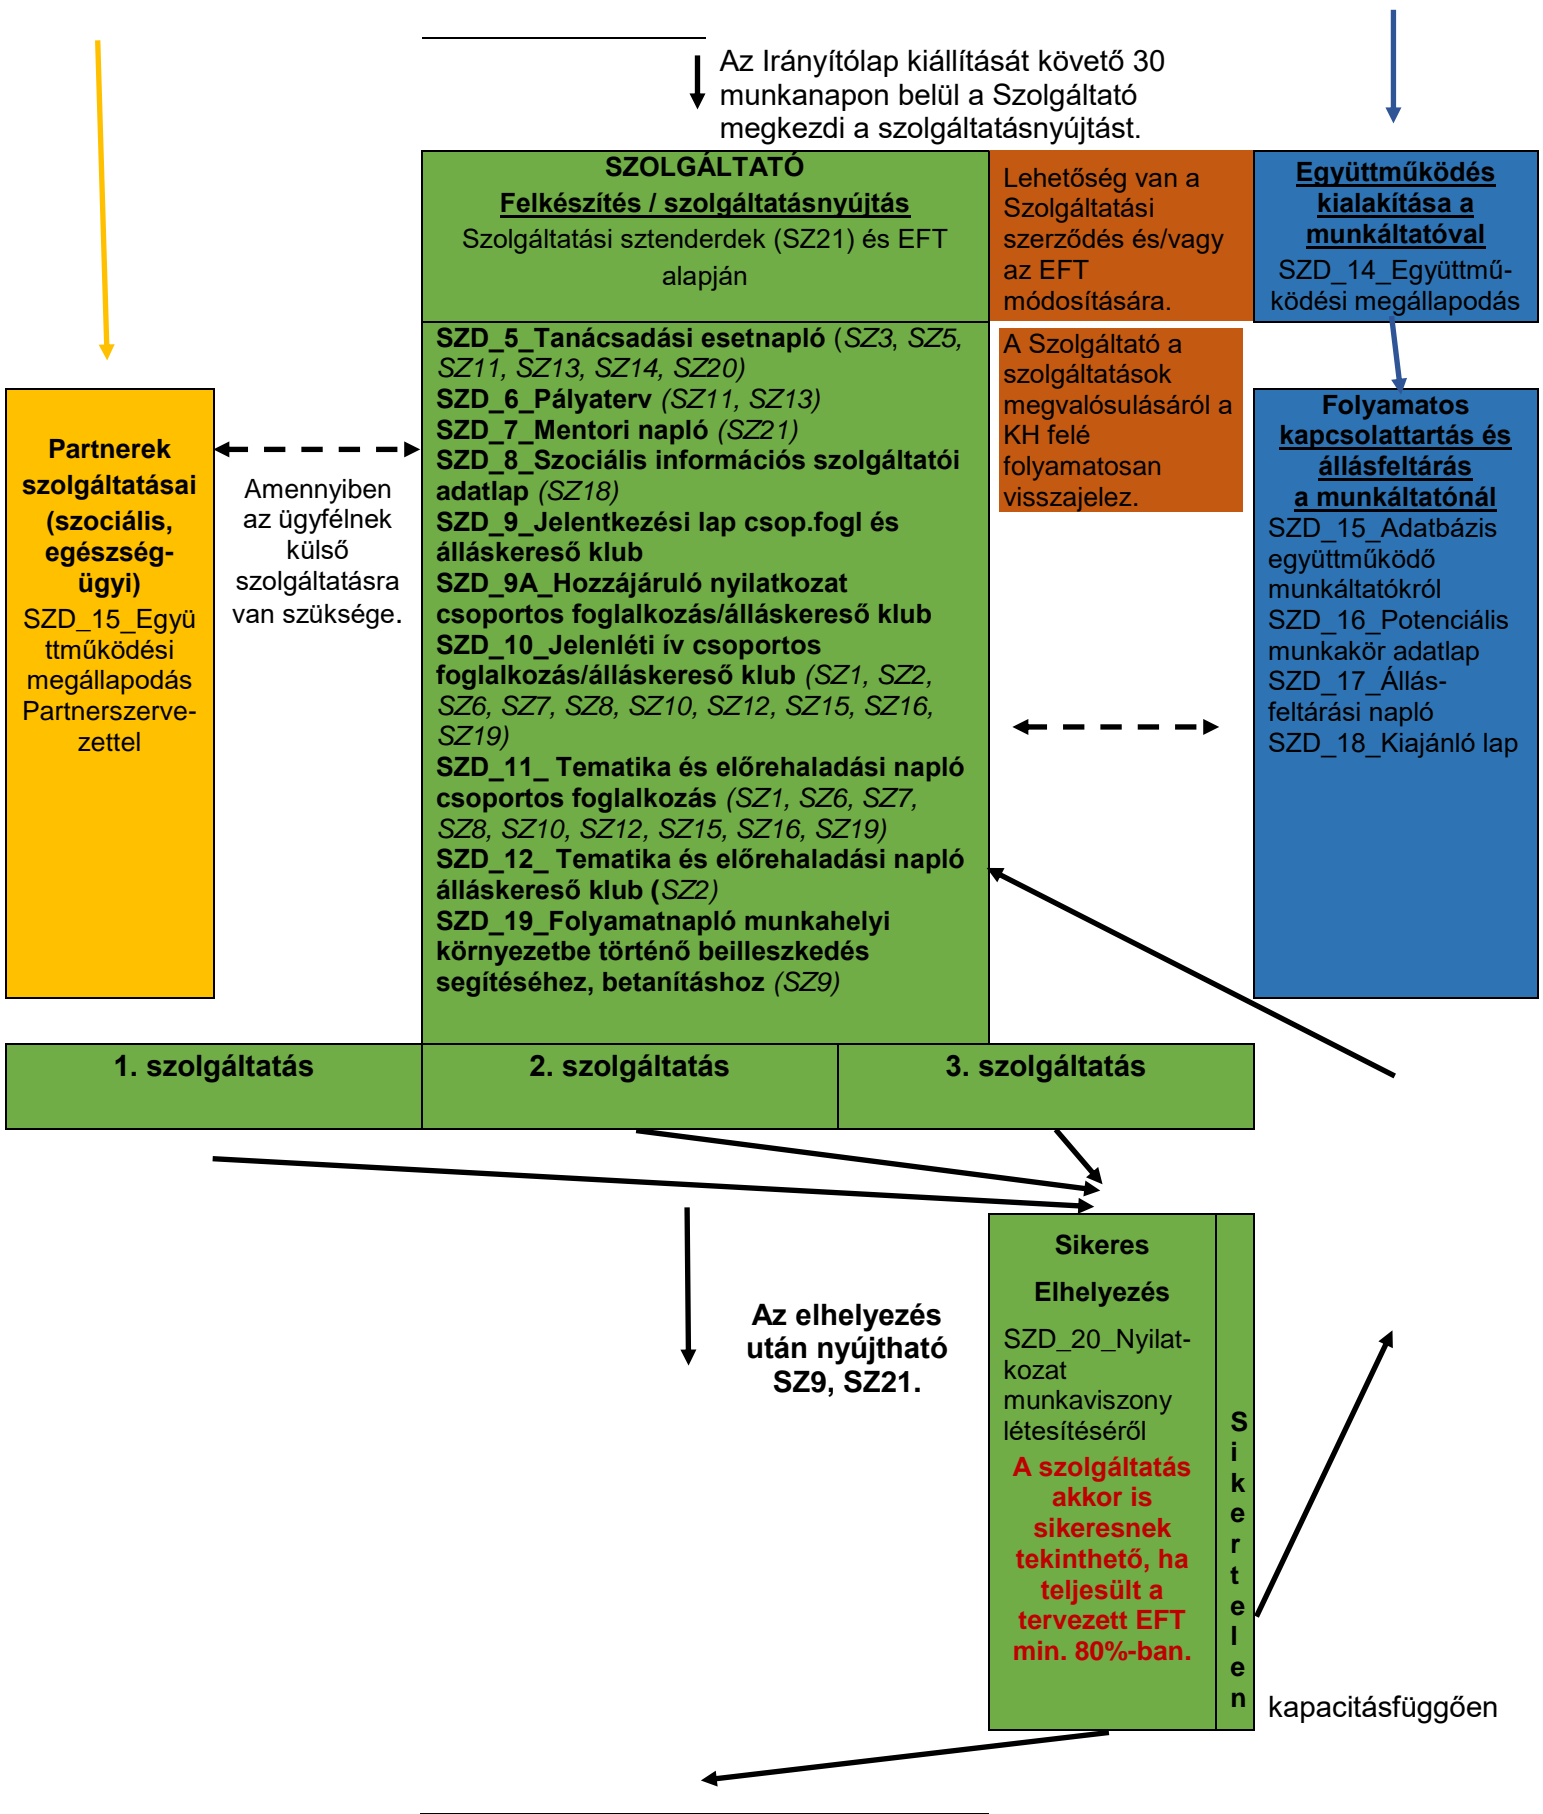 Az Irányítólap kiállítását követő 30
munkanapon belül a Szolgáltató
megkezdi a szolgáltatásnyújtást.
SZOLGÁLTATÓ
Felkészítés / szolgáltatásnyújtás
Szolgáltatási sztenderdek (SZ21) és EFT
alapján
Lehetőség van a
Szolgáltatási
szerződés és/vagy
az EFT
módosítására.
Együttműködés
kialakítása a
munkáltatóval
SZD_14_Együttmű-
ködési megállapodás
Partnerek
szolgáltatásai
(szociális,
egészség-
ügyi)
SZD_15_Együ
ttműködési
megállapodás
Partnerszerve-
zettel
Amennyiben
az ügyfélnek
külső
szolgáltatásra
van szüksége.
SZD_5_Tanácsadási esetnapló (SZ3, SZ5,
SZ11, SZ13, SZ14, SZ20)
SZD_6_Pályaterv (SZ11, SZ13)
SZD_7_Mentori napló (SZ21)
SZD_8_Szociális információs szolgáltatói
adatlap (SZ18)
SZD_9_Jelentkezési lap csop.fogl és
álláskereső klub
SZD_9A_Hozzájáruló nyilatkozat
csoportos foglalkozás/álláskereső klub
SZD_10_Jelenléti ív csoportos
foglalkozás/álláskereső klub (SZ1, SZ2,
SZ6, SZ7, SZ8, SZ10, SZ12, SZ15, SZ16,
SZ19)
SZD_11_ Tematika és előrehaladási napló
csoportos foglalkozás (SZ1, SZ6, SZ7,
SZ8, SZ10, SZ12, SZ15, SZ16, SZ19)
SZD_12_ Tematika és előrehaladási napló
álláskereső klub (SZ2)
SZD_19_Folyamatnapló munkahelyi
környezetbe történő beilleszkedés
segítéséhez, betanításhoz (SZ9)
A Szolgáltató a
szolgáltatások
megvalósulásáról a
KH felé
folyamatosan
visszajelez.
Folyamatos
kapcsolattartás és
állásfeltárás
a munkáltatónál
SZD_15_Adatbázis
együttműködő
munkáltatókról
SZD_16_Potenciális
munkakör adatlap
SZD_17_Állás-
feltárási napló
SZD_18_Kiajánló lap
1. szolgáltatás
2. szolgáltatás
3. szolgáltatás
Az elhelyezés
után nyújtható
SZ9, SZ21.
Sikeres
Elhelyezés
SZD_20_Nyilat-
kozat
munkaviszony
létesítéséről
A szolgáltatás
akkor is
sikeresnek
tekinthető, ha
teljesült a
tervezett EFT
min. 80%-ban.
S
i
k
e
r
t
e
l
e
n
kapacitásfüggően